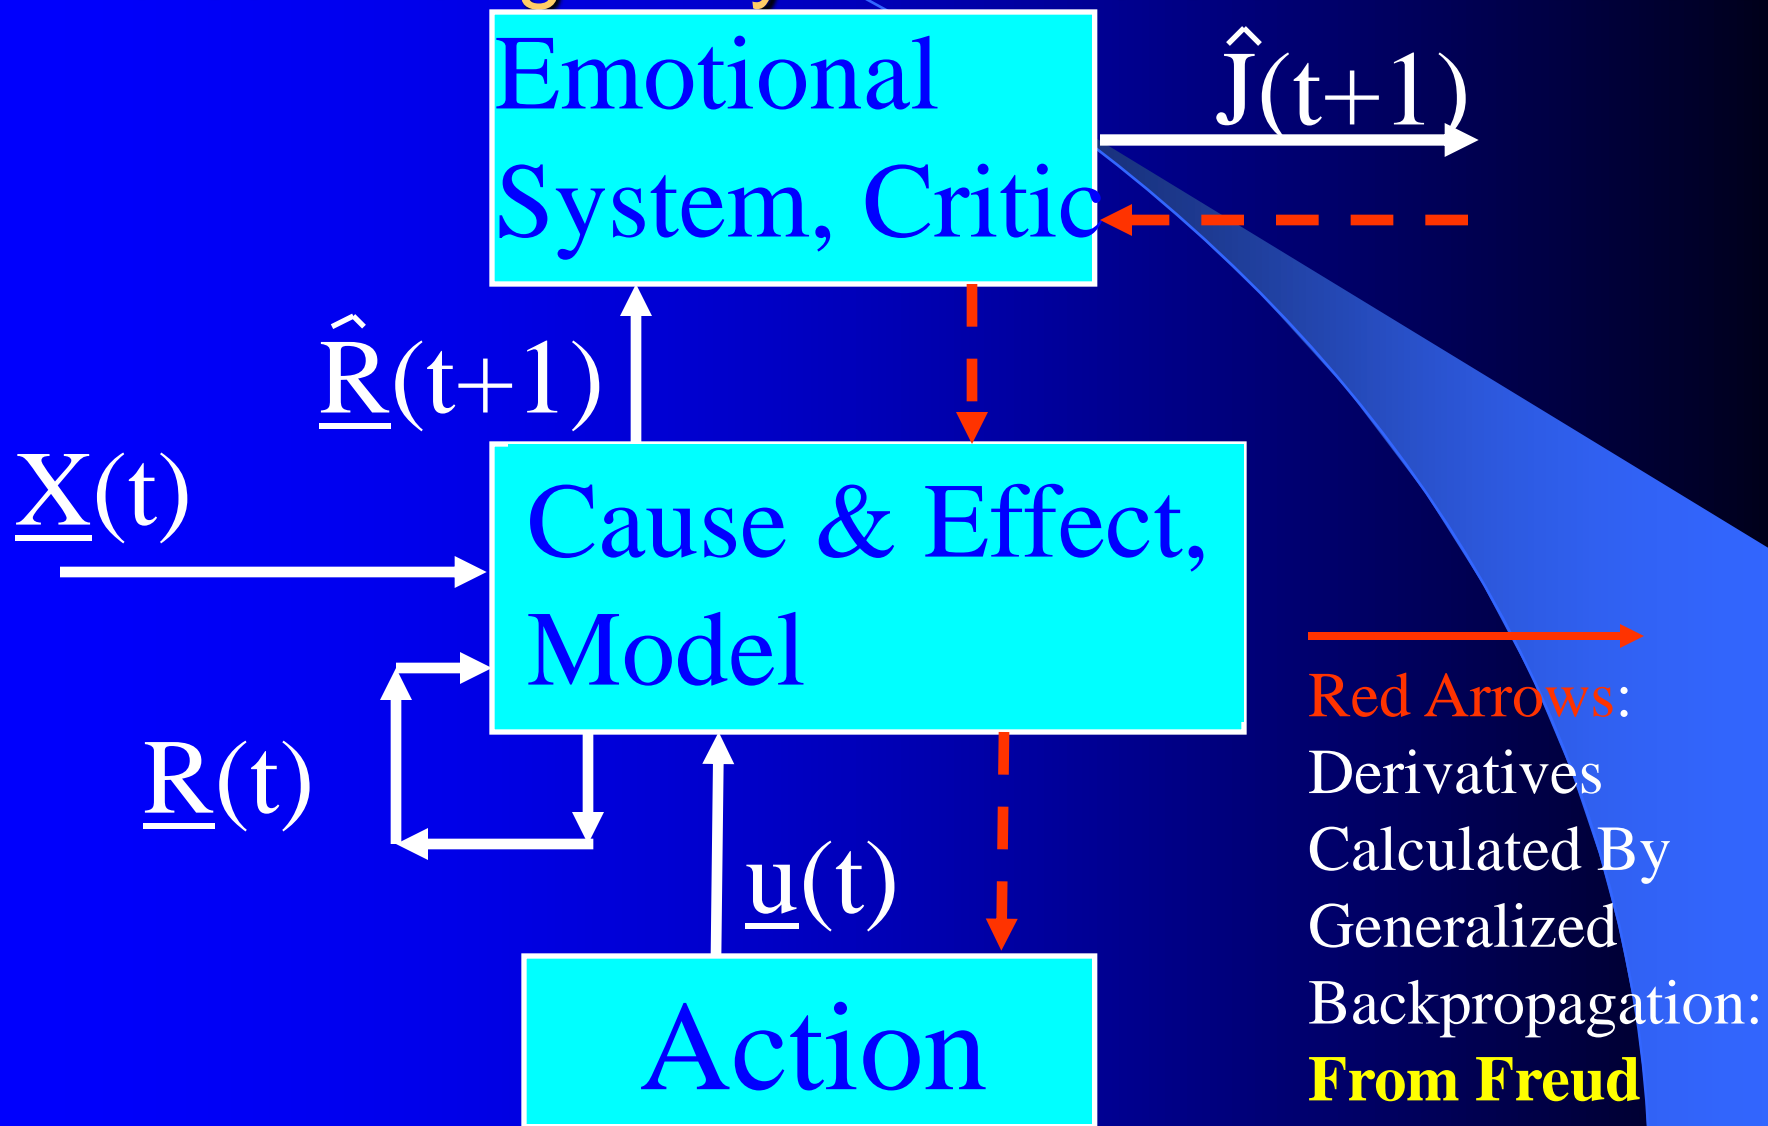 Emotional
System, Critic
Ĵ(t+1)
R̂(t+1)
X(t)
Cause & Effect,
Model
R(t)
u(t)
Action
Red Arrows:
Derivatives
Calculated By
Generalized
Backpropagation:
From Freud